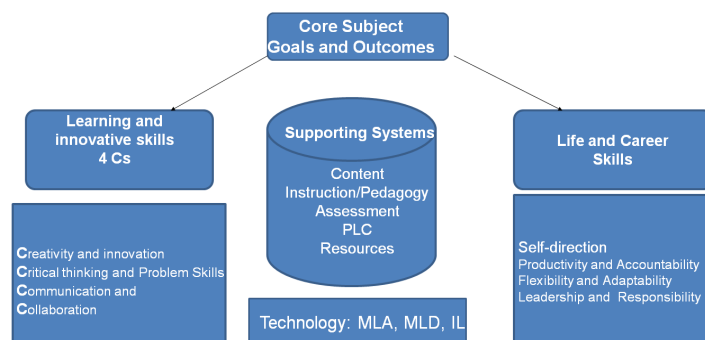 Core Subject
Goals and Outcomes
Learning and
innovative skills
4 Cs
Creativity and innovation
Critical thinking and Problem Skills
Communication and
Collaboration
Supporting Systems
Content
Instruction/Pedagogy
Assessment
PLC
Resources
Technology: MLA, MLD, IL
Life and Career
Skills
Self-direction
Productivity and Accountability
Flexibility and Adaptability
Leadership and Responsibility